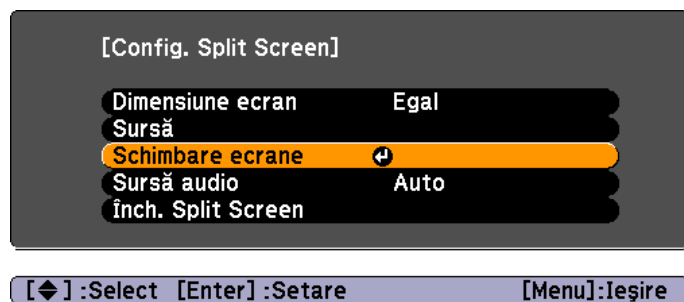 [Config. Split Screen]
Dimensiune ecran Egal
Sursă
Schimbare ecrane
Sursă audio Auto
Înch. Split Screen
[◆] :Select [Enter] :Setare [Menu]:Ieşire